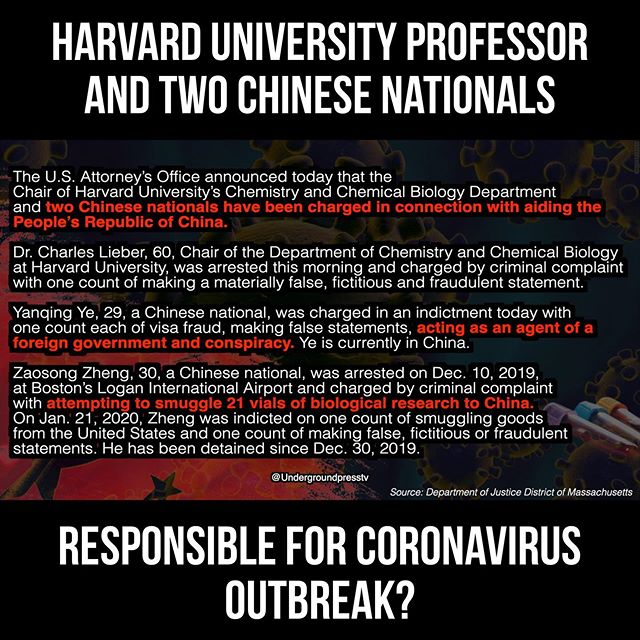 HARVARD UNIVERSITY PROFESSOR
AND TWO CHINESE NATIONALS
The U.S. Attorney's Office announced today that the
Chair of Harvard University's Chemistry and Chemical Biology Department
and two Chinese nationals have been charged in connection with aiding the
People's Republic of China.
Dr. Charles Lieber, 60, Chair of the Department of Chemistry and Chemical Biology
at Harvard University, was arrested this morning and charged by criminal complaint
with one count of making a materially false, fictitious and fraudulent statement.
Yanqing Ye, 29, a Chinese national, was charged in an indictment today with
one count each of visa fraud, making false statements, acting as an agent of a
foreign government and conspiracy. Ye is currently in China.
Zaosong Zheng, 30, a Chinese national, was arrested on Dec. 10, 2019,
at Boston's Logan International Airport and charged by criminal complaint
with attempting to smuggle 21 vials of biological research to China.
On Jan. 21, 2020, Zheng was indicted on one count of smuggling goods
from the United States and one count of making false, fictitious or fraudulent
statements. He has been detained since Dec. 30, 2019.
@Undergroundpresstv
Source: Department of Justice District of Massachusetts
RESPONSIBLE FOR CORONAVIRUS
OUTBREAK?